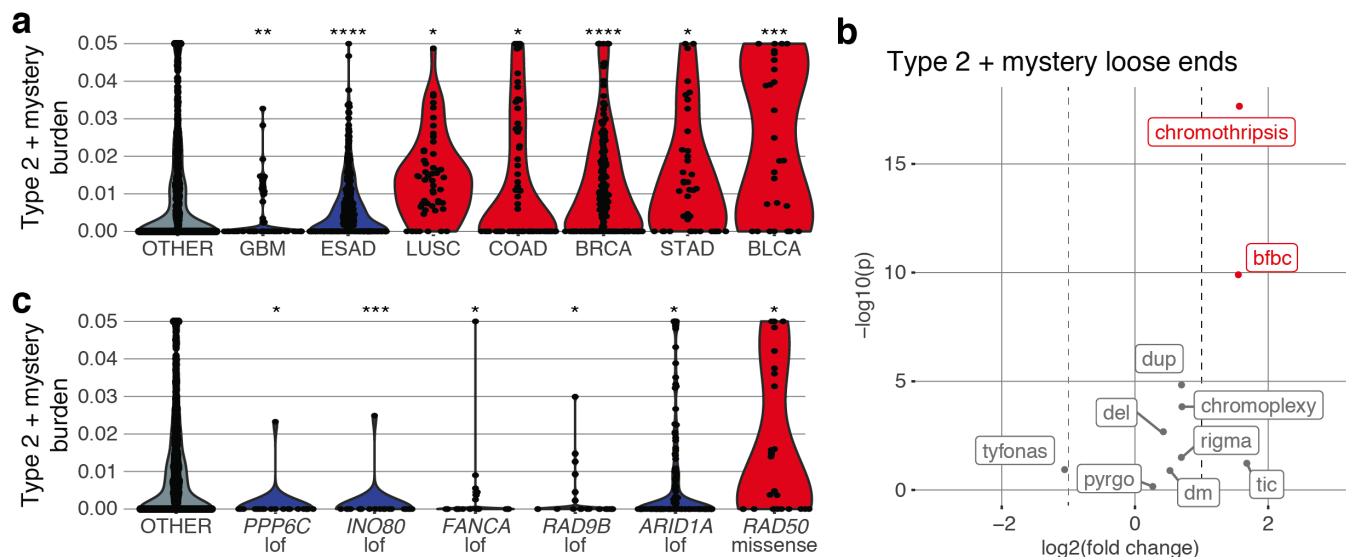 a
Type 2 + mystery
burden
0.05
0.04
0.03
0.02
0.01
0.00
** **** * * **** * ***
OTHER GBM ESAD LUSC COAD BRCA STAD BLCA
b
Type 2 + mystery loose ends
−log10(p)
15
10
5
0
chromothripsis
bfbc
dup
chromoplexy
del
rigma
tyfonas
pyrgo
dm
tic
−2 0 2
log2(fold change)
c
Type 2 + mystery
burden
0.05
0.04
0.03
0.02
0.01
0.00
* *** * * * *
OTHER PPP6C INO80 FANCA RAD9B ARID1A RAD50
lof lof lof lof lof missense